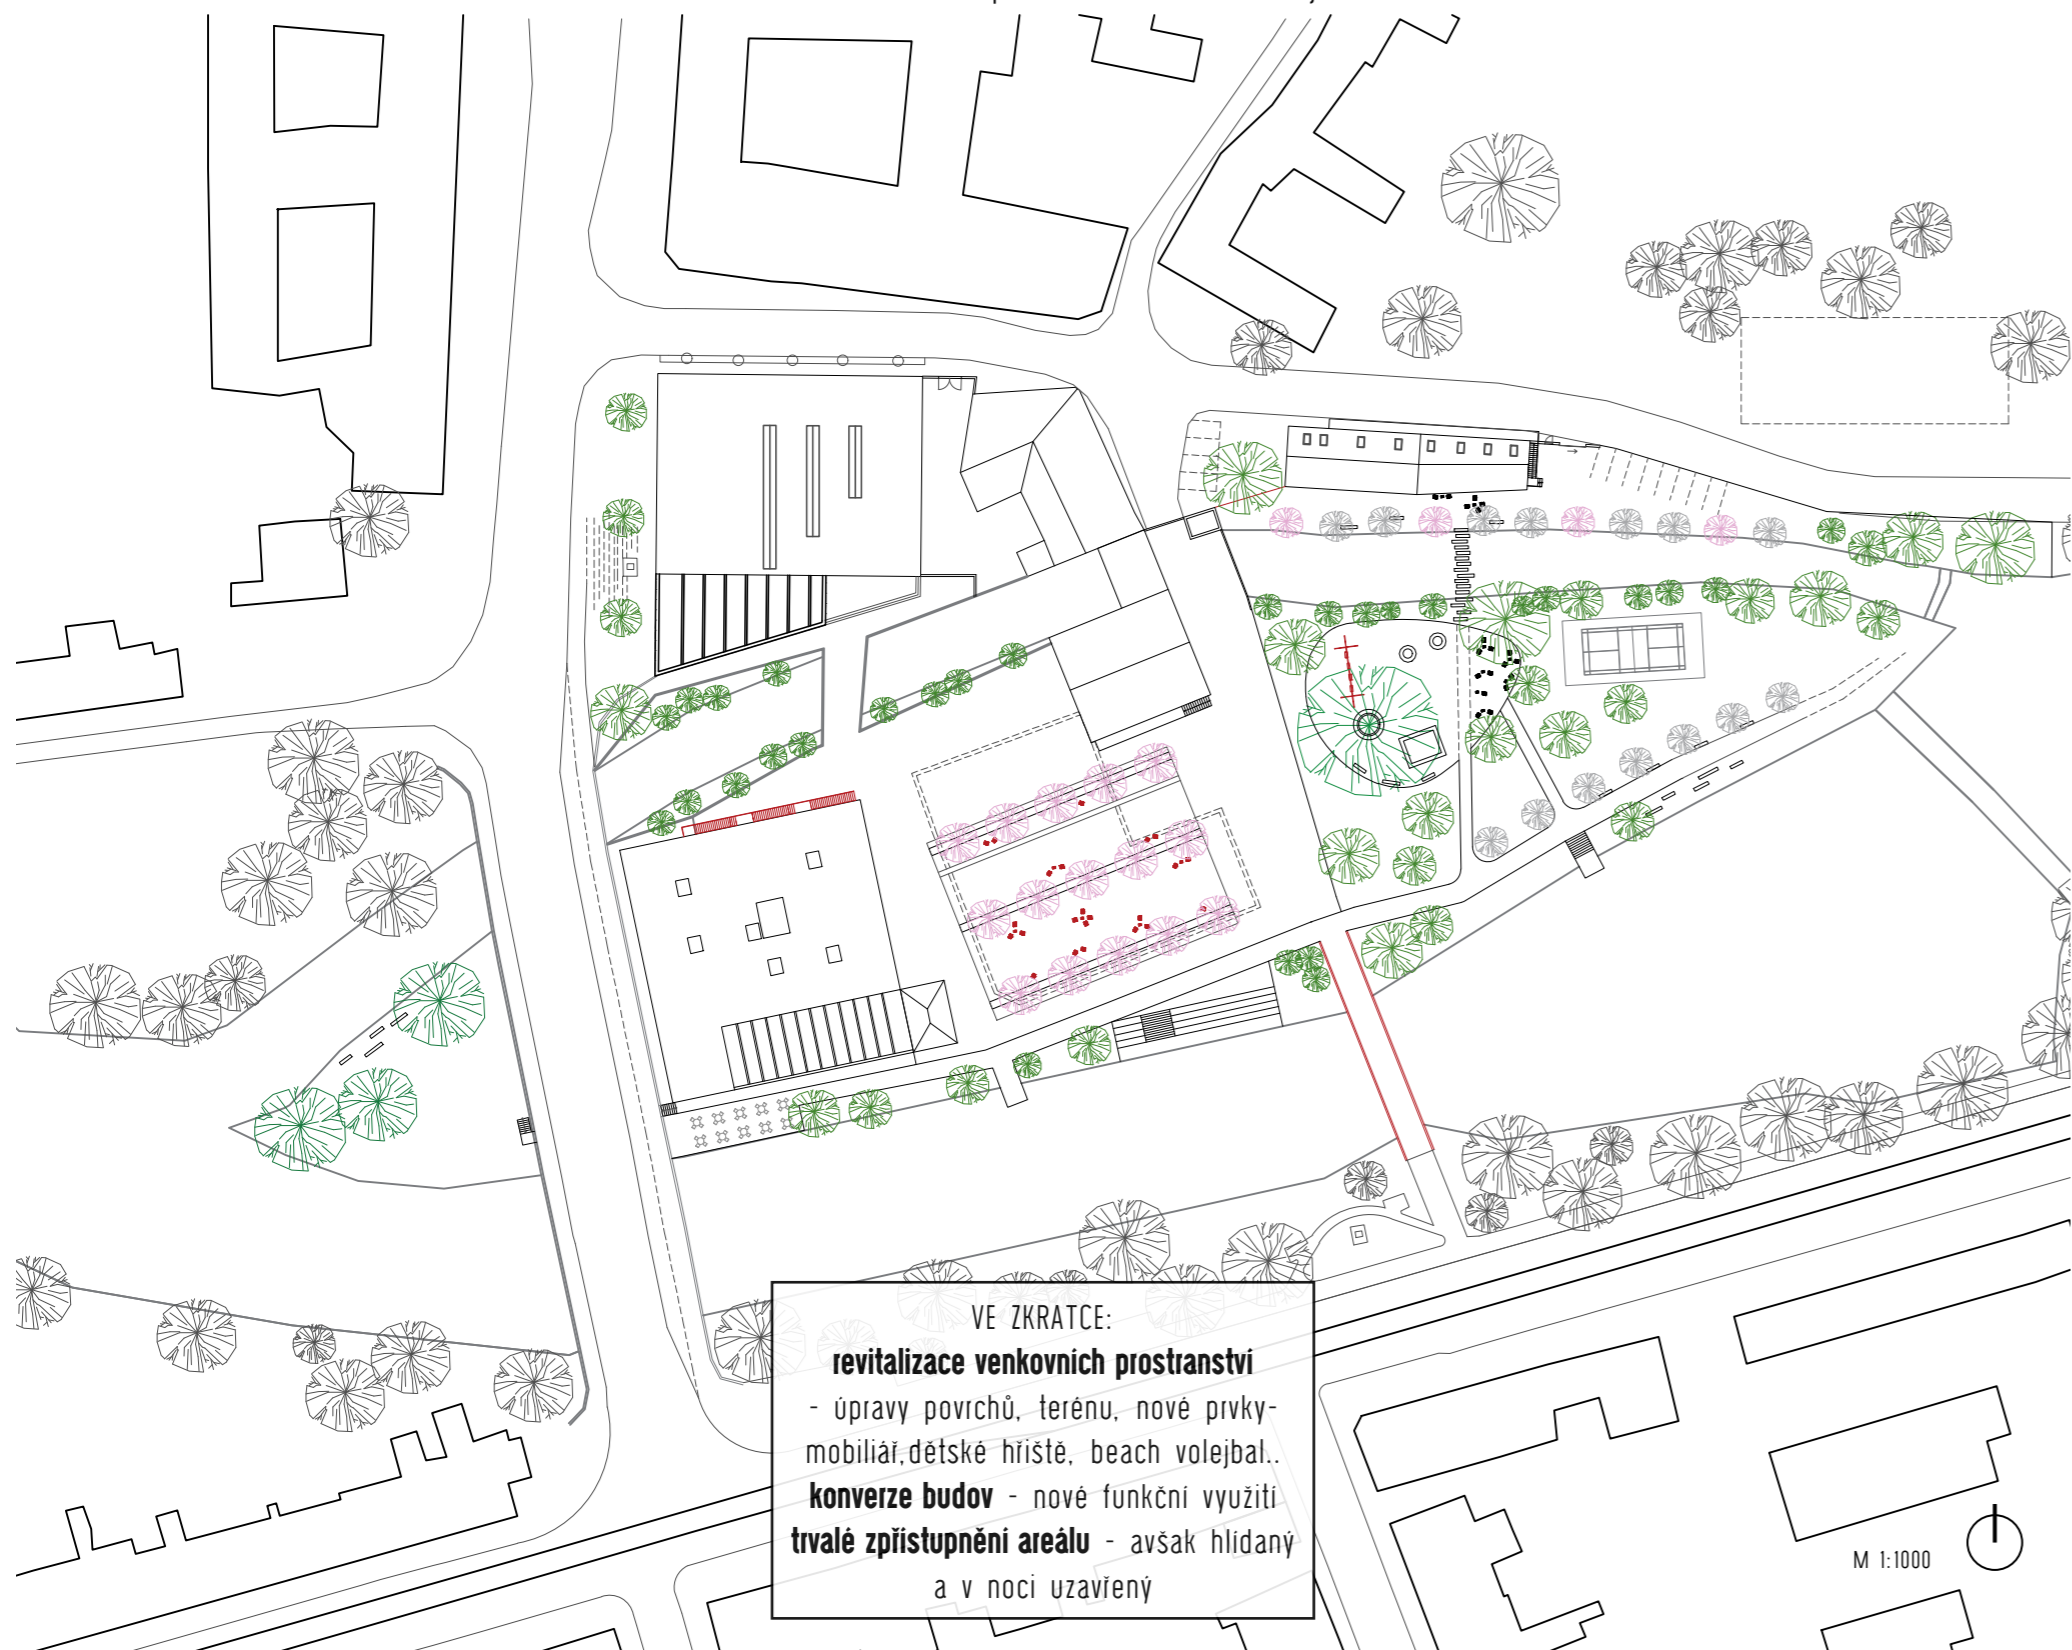 VE ZKRATCE:
revitalizace venkovních prostranství
- úpravy povrchů, terénu, nové prvky-
mobiliář,dětské hřiště, beach volejbal..
konverze budov - nové funkční využití
trvalé zpřístupnění areálu - avšak hlídaný
a v noci uzavřený
M 1:1000